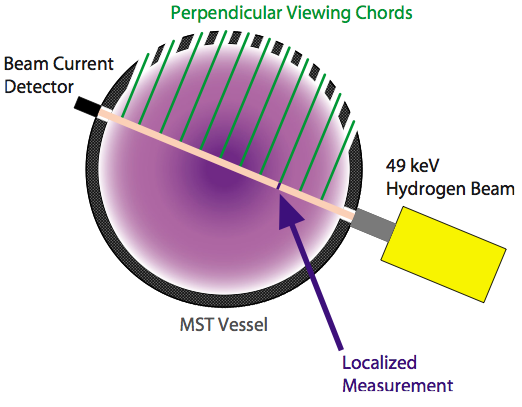 Perpendicular Viewing Chords
Beam Current
Detector
49 keV
Hydrogen Beam
MST Vessel
Localized
Measurement